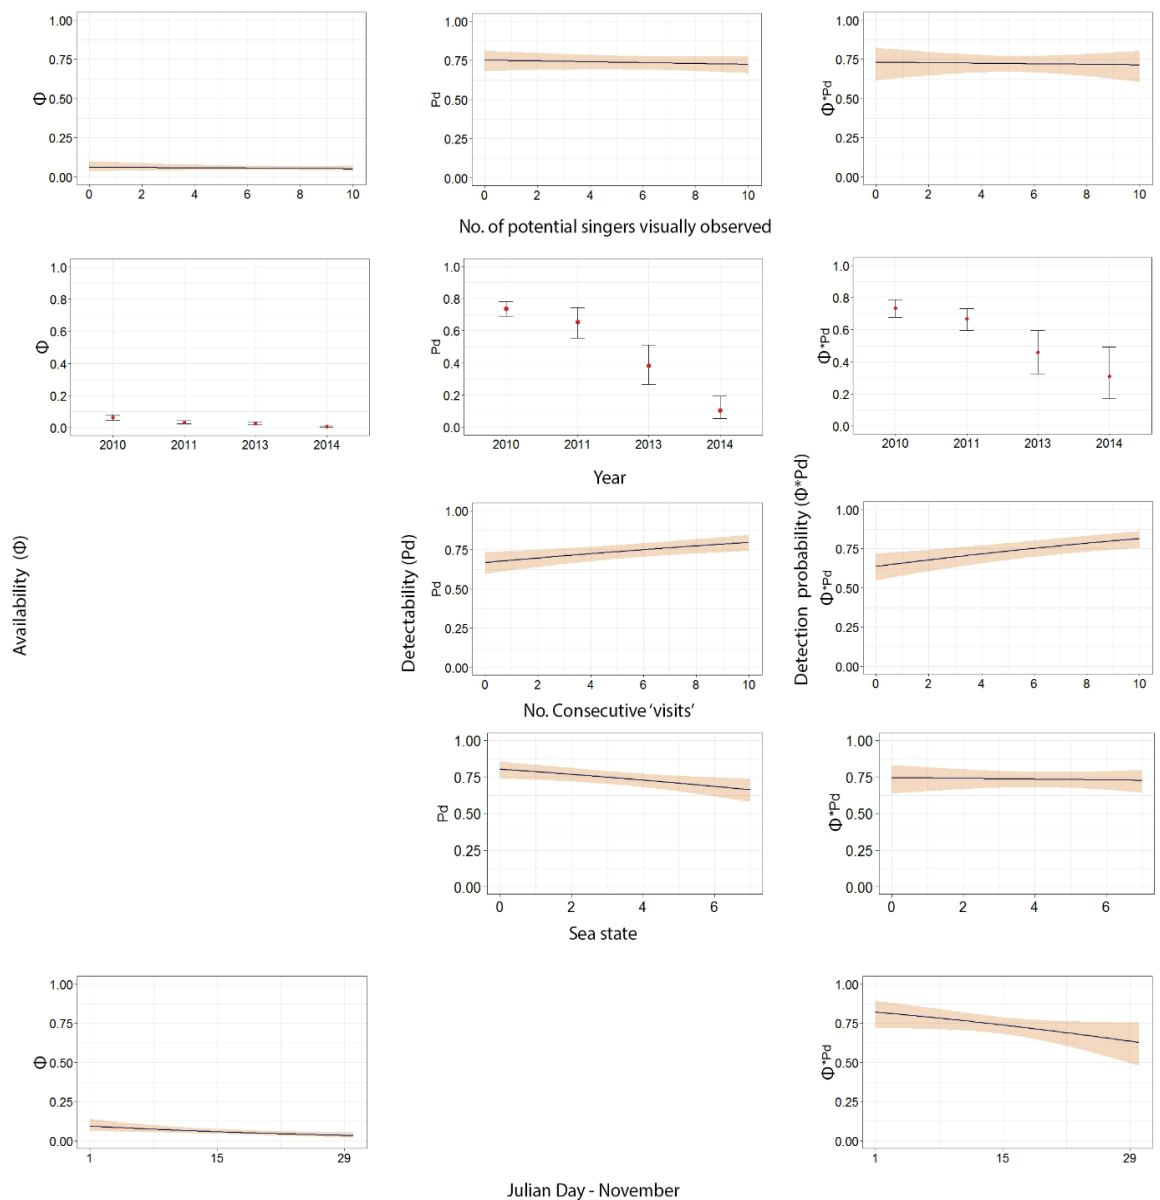 1.00
0.75
0.50
0.25
0.00
Φ
0 2 4 6 8 10
1.00
0.75
0.50
0.25
0.00
Pd
0 2 4 6 8 10
1.00
0.75
0.50
0.25
0.00
Φ*Pd
0 2 4 6 8 10
No. of potential singers visually observed
1.0
0.8
0.6
0.4
0.2
0.0
Φ
2010 2011 2013 2014
1.0
0.8
0.6
0.4
0.2
0.0
Pd
2010 2011 2013 2014
1.0
0.8
0.6
0.4
0.2
0.0
Φ*Pd
2010 2011 2013 2014
Year
Availability (Φ)
Detectability (Pd)
1.00
0.75
0.50
0.25
0.00
Pd
0 2 4 6 8 10
Detection probability (Φ*Pd)
1.00
0.75
0.50
0.25
0.00
Φ*Pd
0 2 4 6 8 10
No. Consecutive ‘visits’
1.00
0.75
0.50
0.25
0.00
Pd
0 2 4 6
1.00
0.75
0.50
0.25
0.00
Φ*Pd
0 2 4 6
Sea state
1.00
0.75
0.50
0.25
0.00
Φ
1 15 29
1.00
0.75
0.50
0.25
0.00
Φ*Pd
1 15 29
Julian Day - November